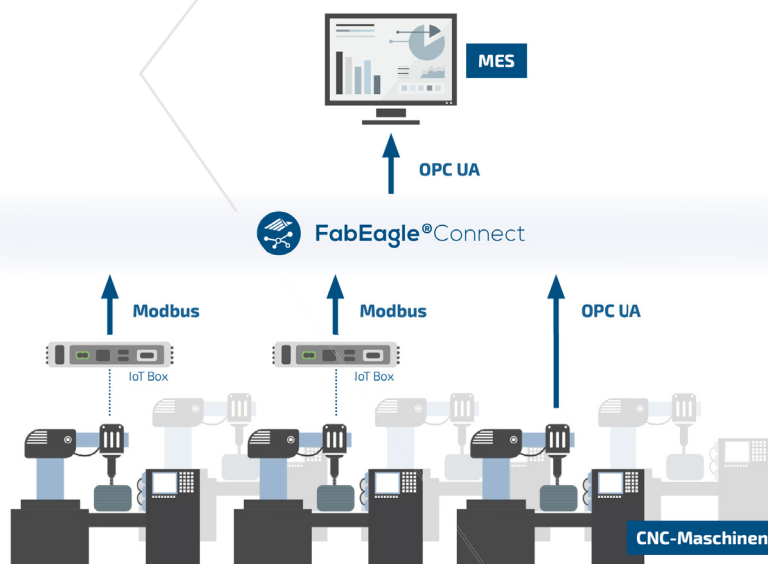 MES
OPC UA
FabEagle®Connect
Modbus
Modbus
OPC UA
IoT Box
IoT Box
CNC-Maschinen